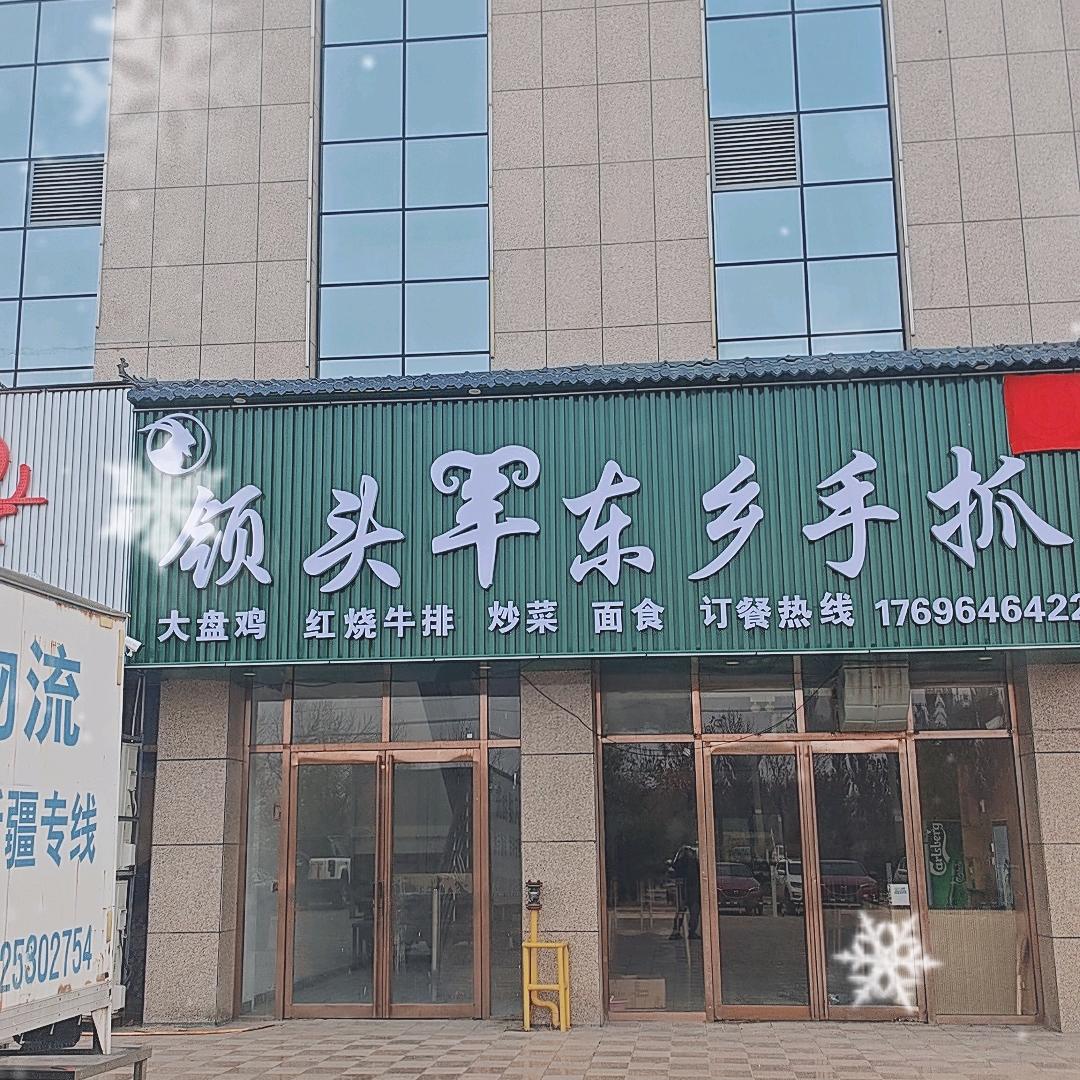 领头羊东乡手抓
大盘鸡 红烧牛排 炒菜 面食 订餐热线 1769646422
流
疆专线
25302754
Carlsberg